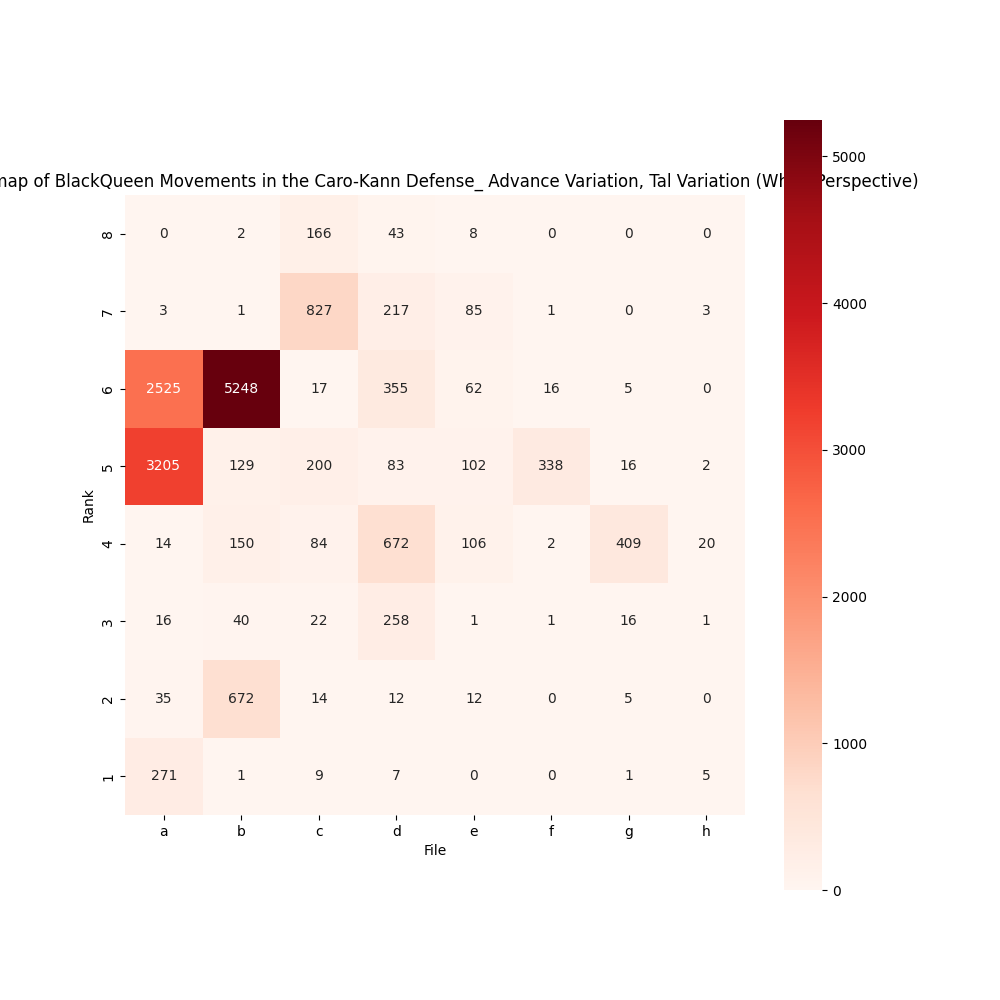 map of BlackQueen Movements in the Caro-Kann Defense_ Advance Variation, Tal Variation (Wh Perspective)
8 0 2 166 43 8 0 0 0
7 3 1 827 217 85 1 0 3
6 2525 5248 17 355 62 16 5 0
5 3205 129 200 83 102 338 16 2
4 14 150 84 672 106 2 409 20
3 16 40 22 258 1 1 16 1
2 35 672 14 12 12 0 5 0
1 271 1 9 7 0 0 1 5
a b c d e f g h
File
Rank
5000
4000
3000
2000
1000
0